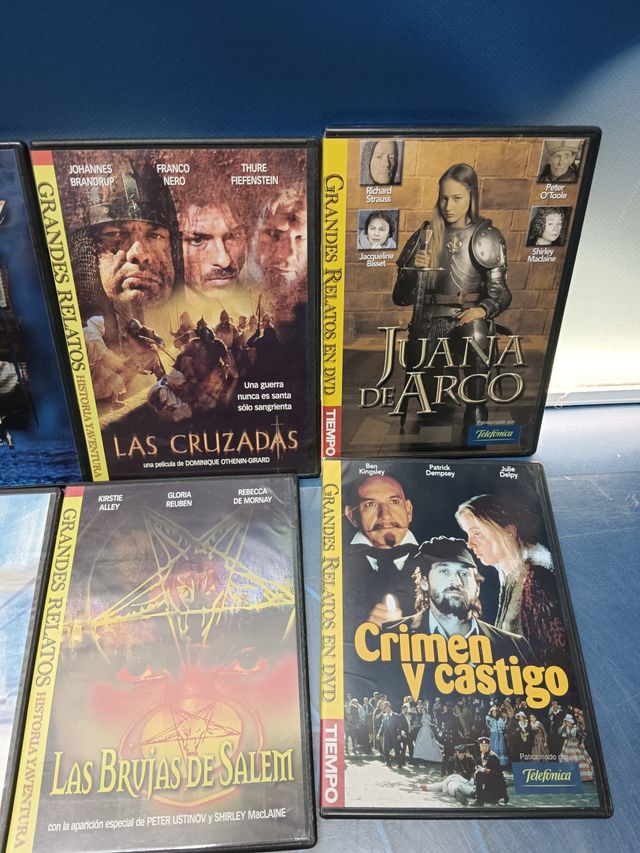 GRANDES RELATOS HISTORIA Y AVENTURA
JOHANNES
BRANDRUP
FRANCO
NERO
THURE
FIEFENSTEIN
Una guerra
nunca es santa
sólo sangrienta
LAS CRUZADAS
una película de DOMINIQUE OTHENIN-GIRARD
GRANDES RELATOS EN DVD
TIEMPO
Richard
Strauss
Peter
O'Toole
Jacqueline
Bisset
Shirley
Maclaine
JUANA
DE ARCO
Patrocinado por
Telefónica
GRANDES RELATOS HISTORIA Y AVENTURA
KIRSTIE
ALLEY
GLORIA
REUBEN
REBECCA
DE MORNAY
LAS BRUJAS DE SALEM
con la aparición especial de PETER USTINOV y SHIRLEY MacLAINE
GRANDES RELATOS EN DVD
TIEMPO
Ben
Kingsley
Patrick
Dempsey
Julie
Delpy
Crimen
y castigo
Patrocinado por
Telefónica